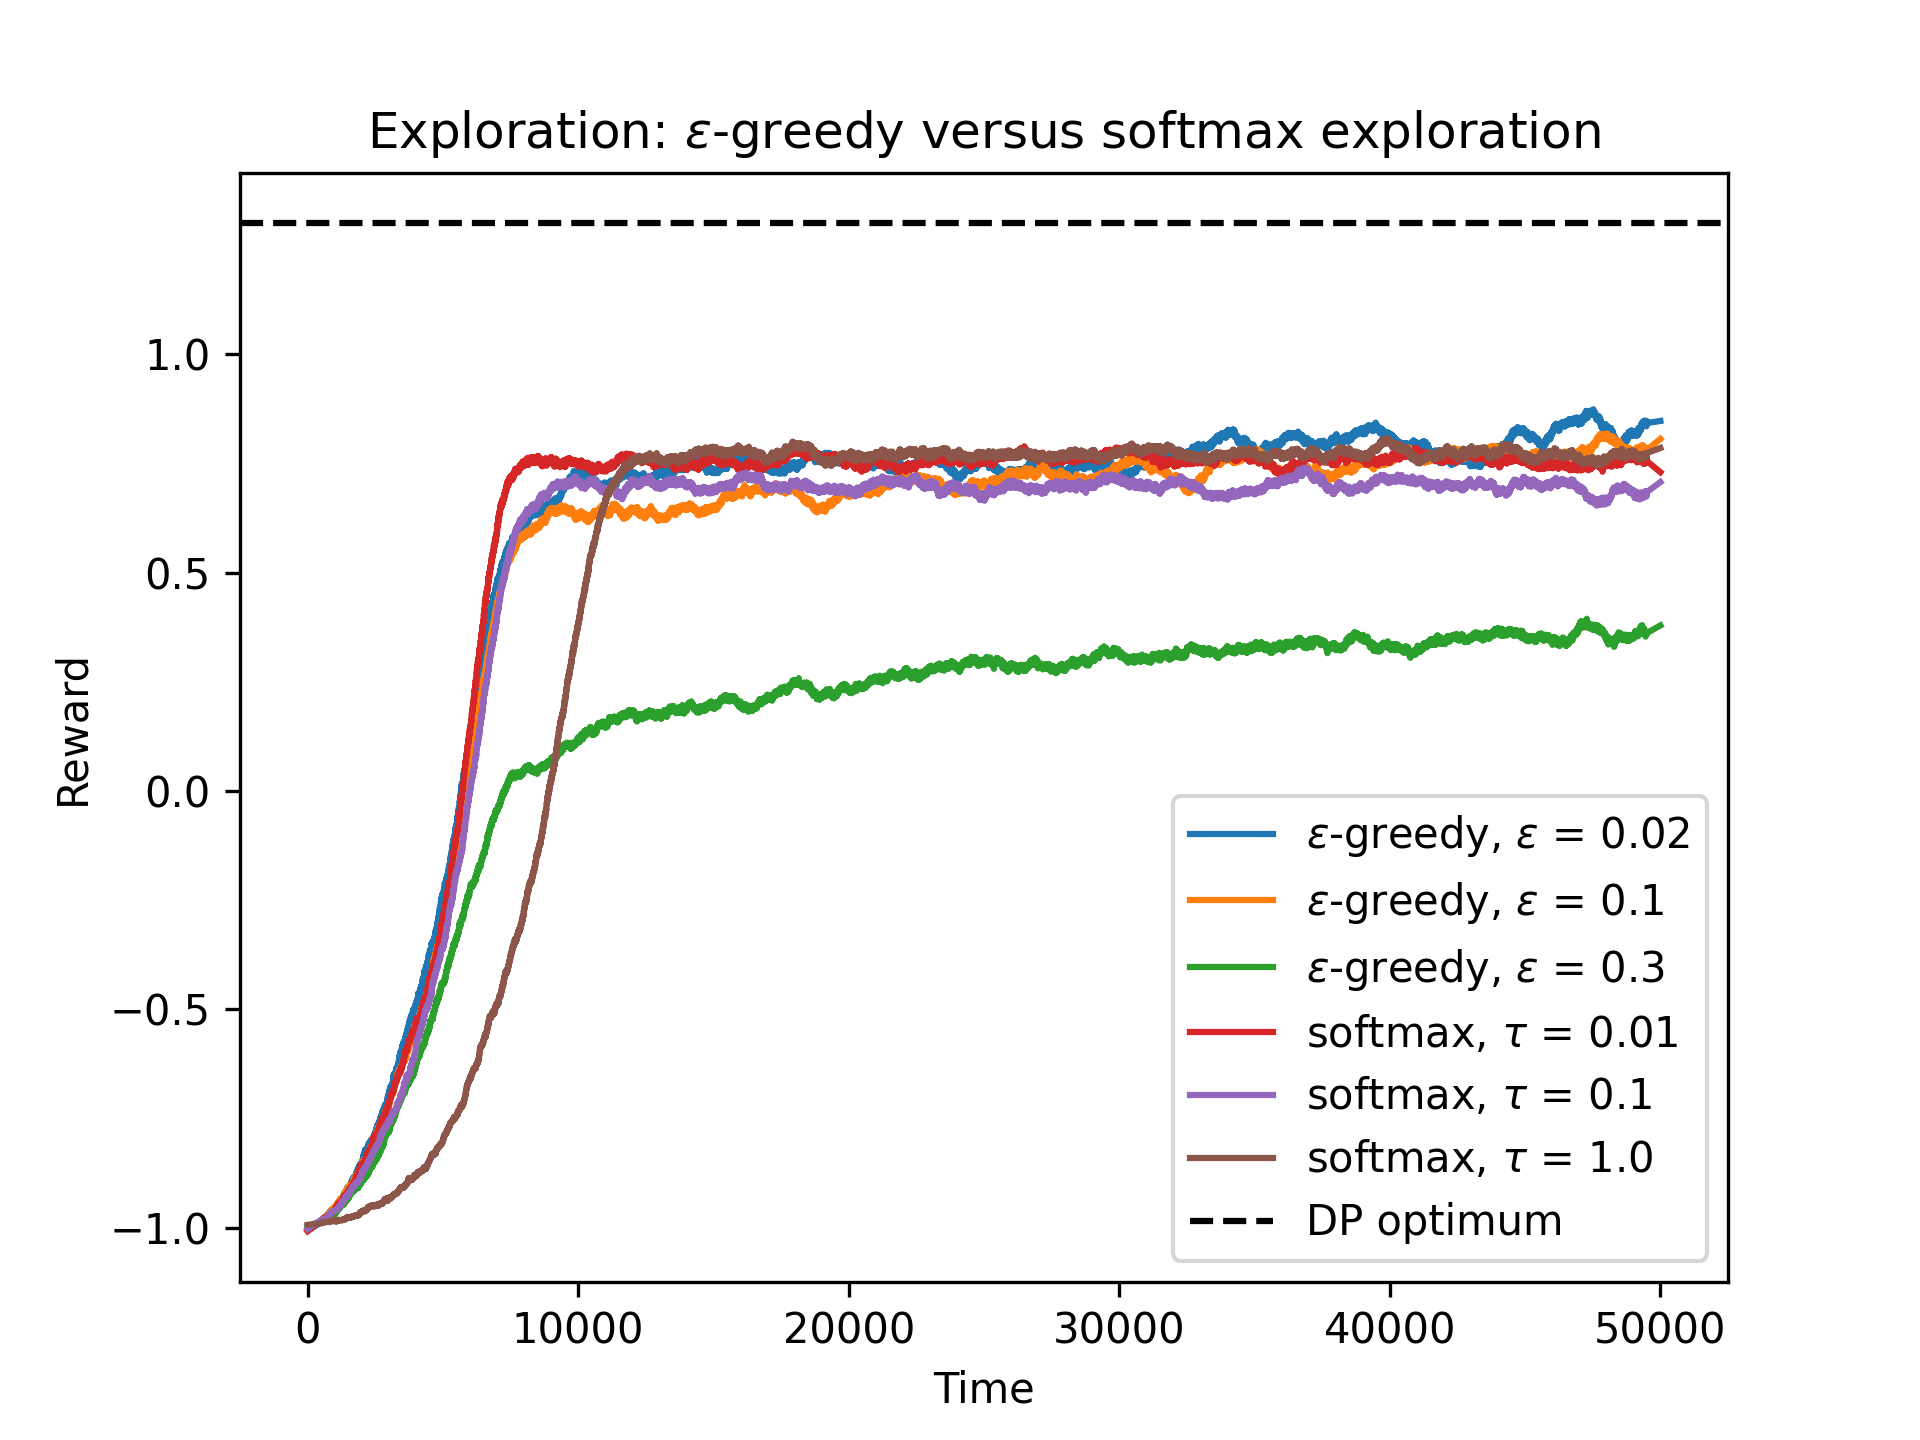 Exploration: ε-greedy versus softmax exploration
Reward
1.0
0.5
0.0
−0.5
−1.0
ε-greedy, ε = 0.02
ε-greedy, ε = 0.1
ε-greedy, ε = 0.3
softmax, τ = 0.01
softmax, τ = 0.1
softmax, τ = 1.0
DP optimum
0 10000 20000 30000 40000 50000
Time